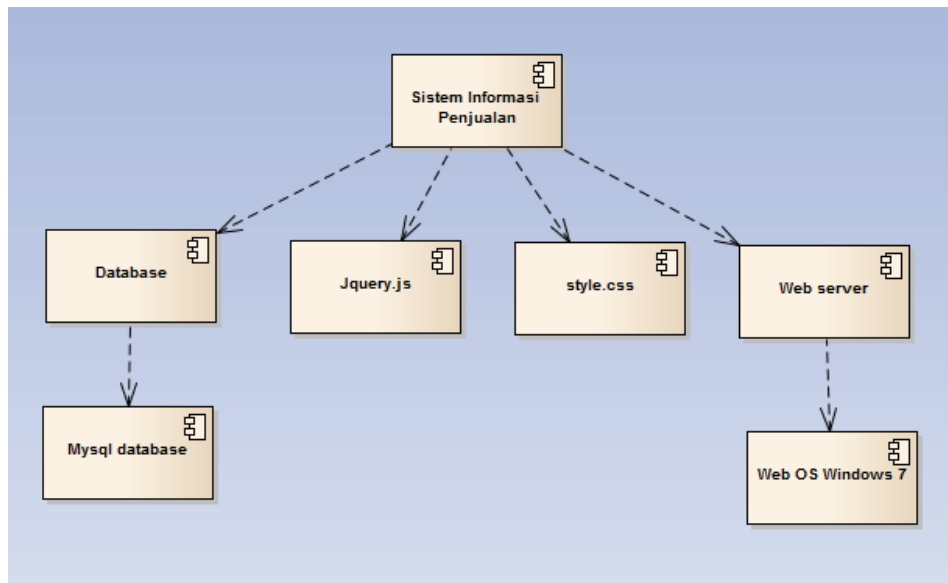 Sistem Informasi
Penjualan
Database
Jquery.js
style.css
Web server
Mysql database
Web OS Windows 7